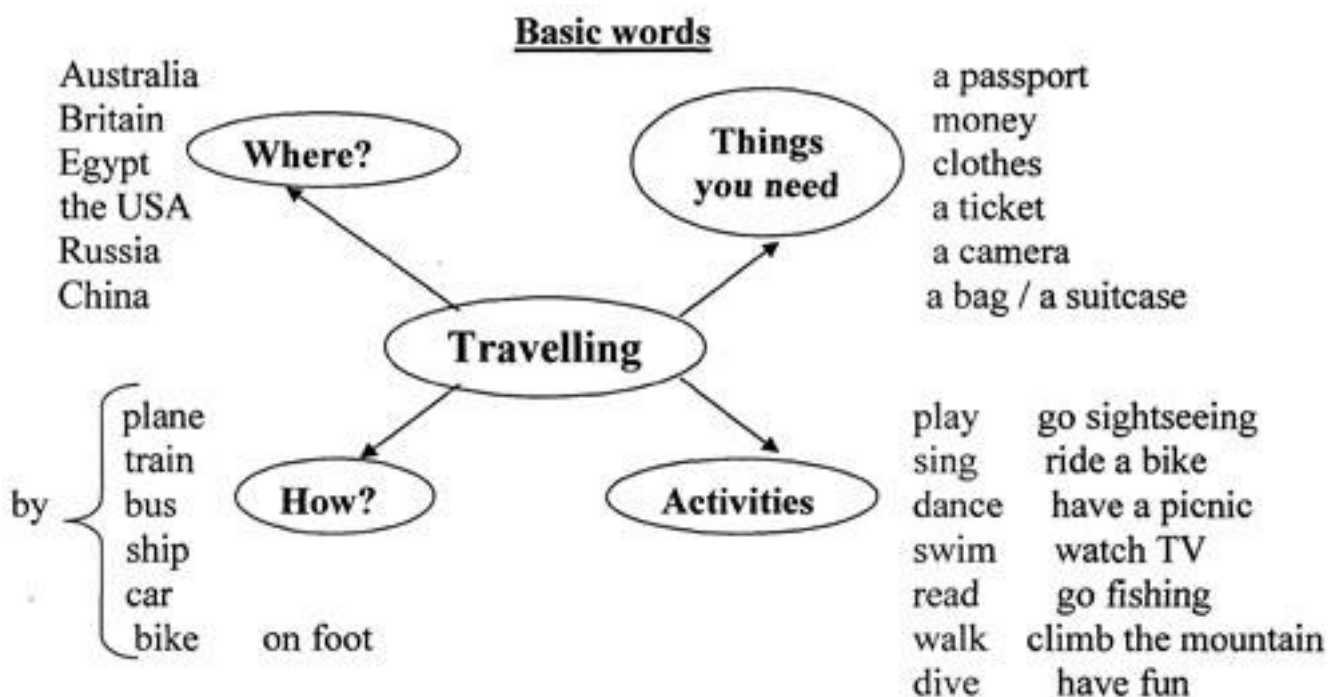 Basic words
Australia
Britain
Egypt
the USA
Russia
China
Where?
Things
you need
a passport
money
clothes
a ticket
a camera
a bag / a suitcase
Travelling
by
plane
train
bus
ship
car
bike on foot
How?
Activities
play go sightseeing
sing ride a bike
dance have a picnic
swim watch TV
read go fishing
walk climb the mountain
dive have fun